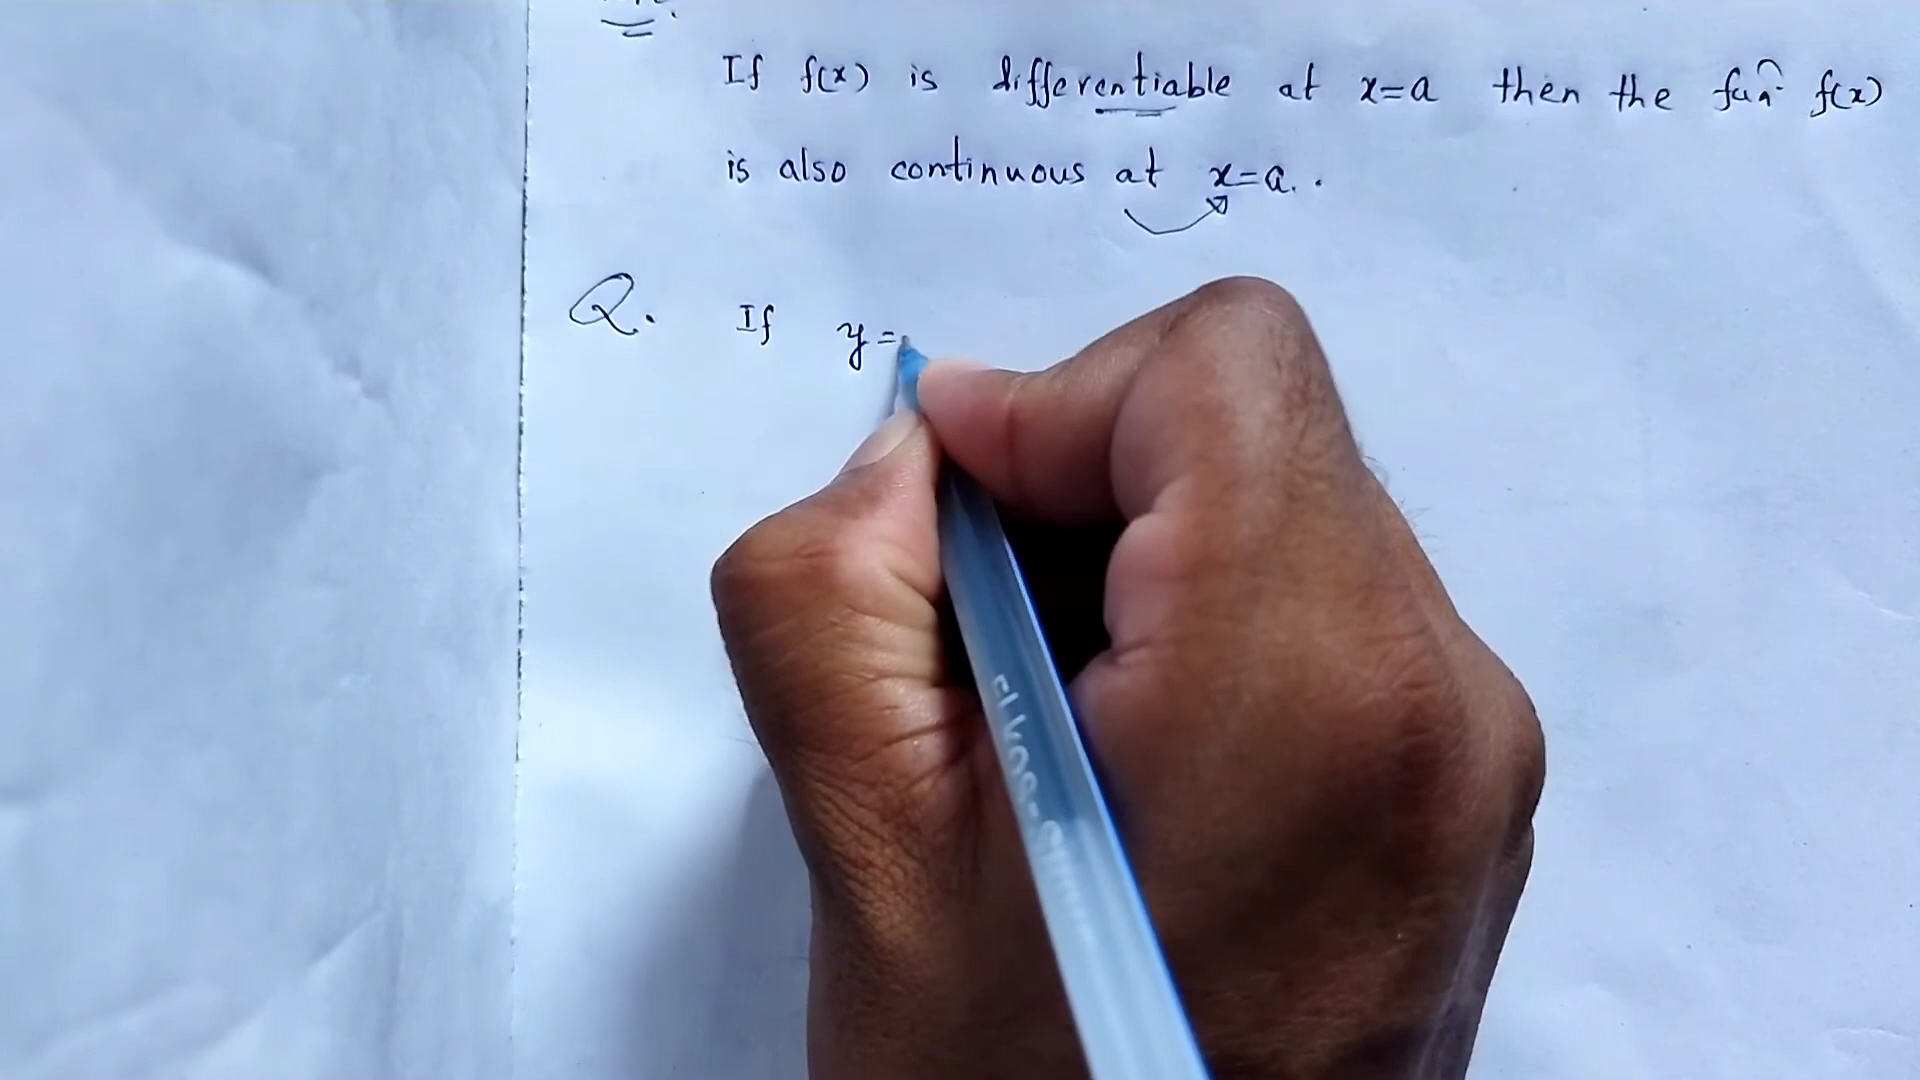 If f(x) is differentiable at x=a then the fun f(x)
is also continuous at x=a.
Q. If y=